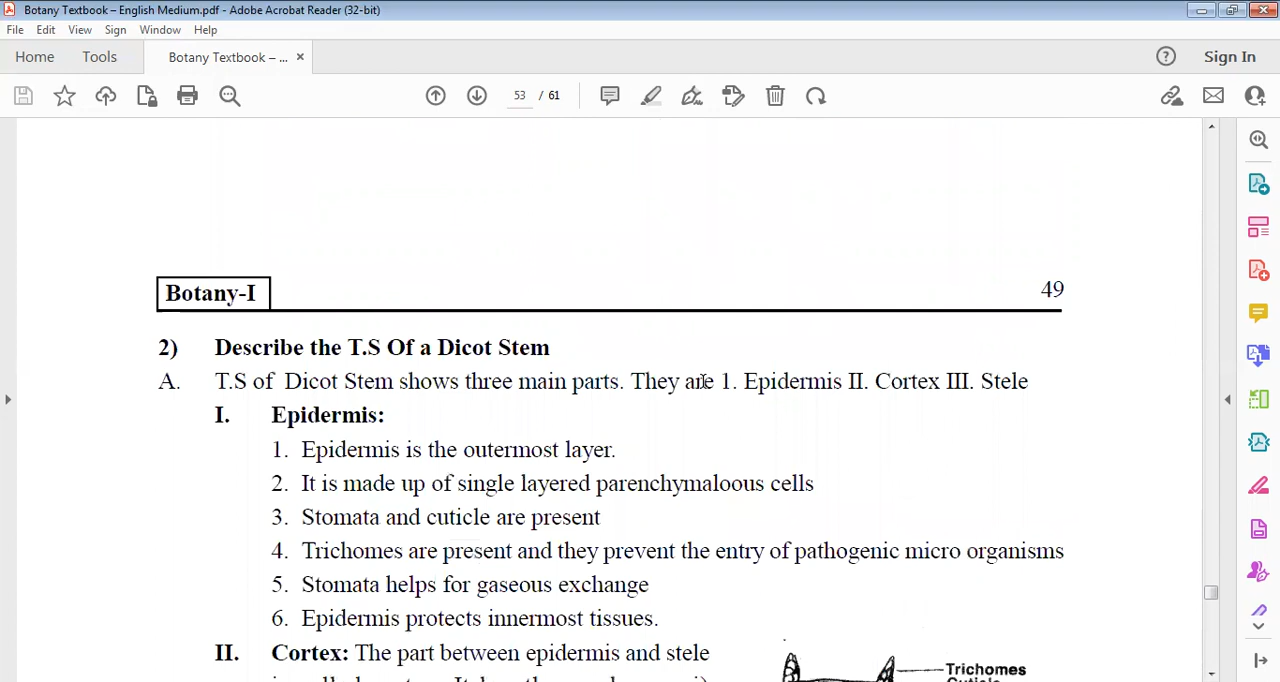 Botany Textbook – English Medium.pdf - Adobe Acrobat Reader (32-bit)
File Edit View Sign Window Help
Home Tools Botany Textbook – ... × Sign In
53 / 61
Botany-I 49
2) Describe the T.S Of a Dicot Stem
A. T.S of Dicot Stem shows three main parts. They are 1. Epidermis II. Cortex III. Stele
I. Epidermis:
1. Epidermis is the outermost layer.
2. It is made up of single layered parenchymaloous cells
3. Stomata and cuticle are present
4. Trichomes are present and they prevent the entry of pathogenic micro organisms
5. Stomata helps for gaseous exchange
6. Epidermis protects innermost tissues.
II. Cortex: The part between epidermis and stele
Trichomes